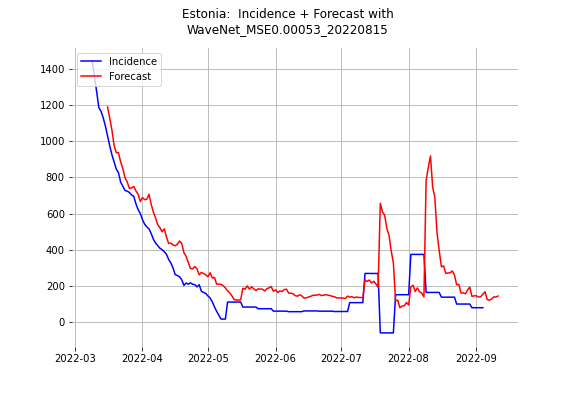 Estonia: Incidence + Forecast with
WaveNet_MSE0.00053_20220815
Incidence
Forecast
1400
1200
1000
800
600
400
200
0
2022-03 2022-04 2022-05 2022-06 2022-07 2022-08 2022-09